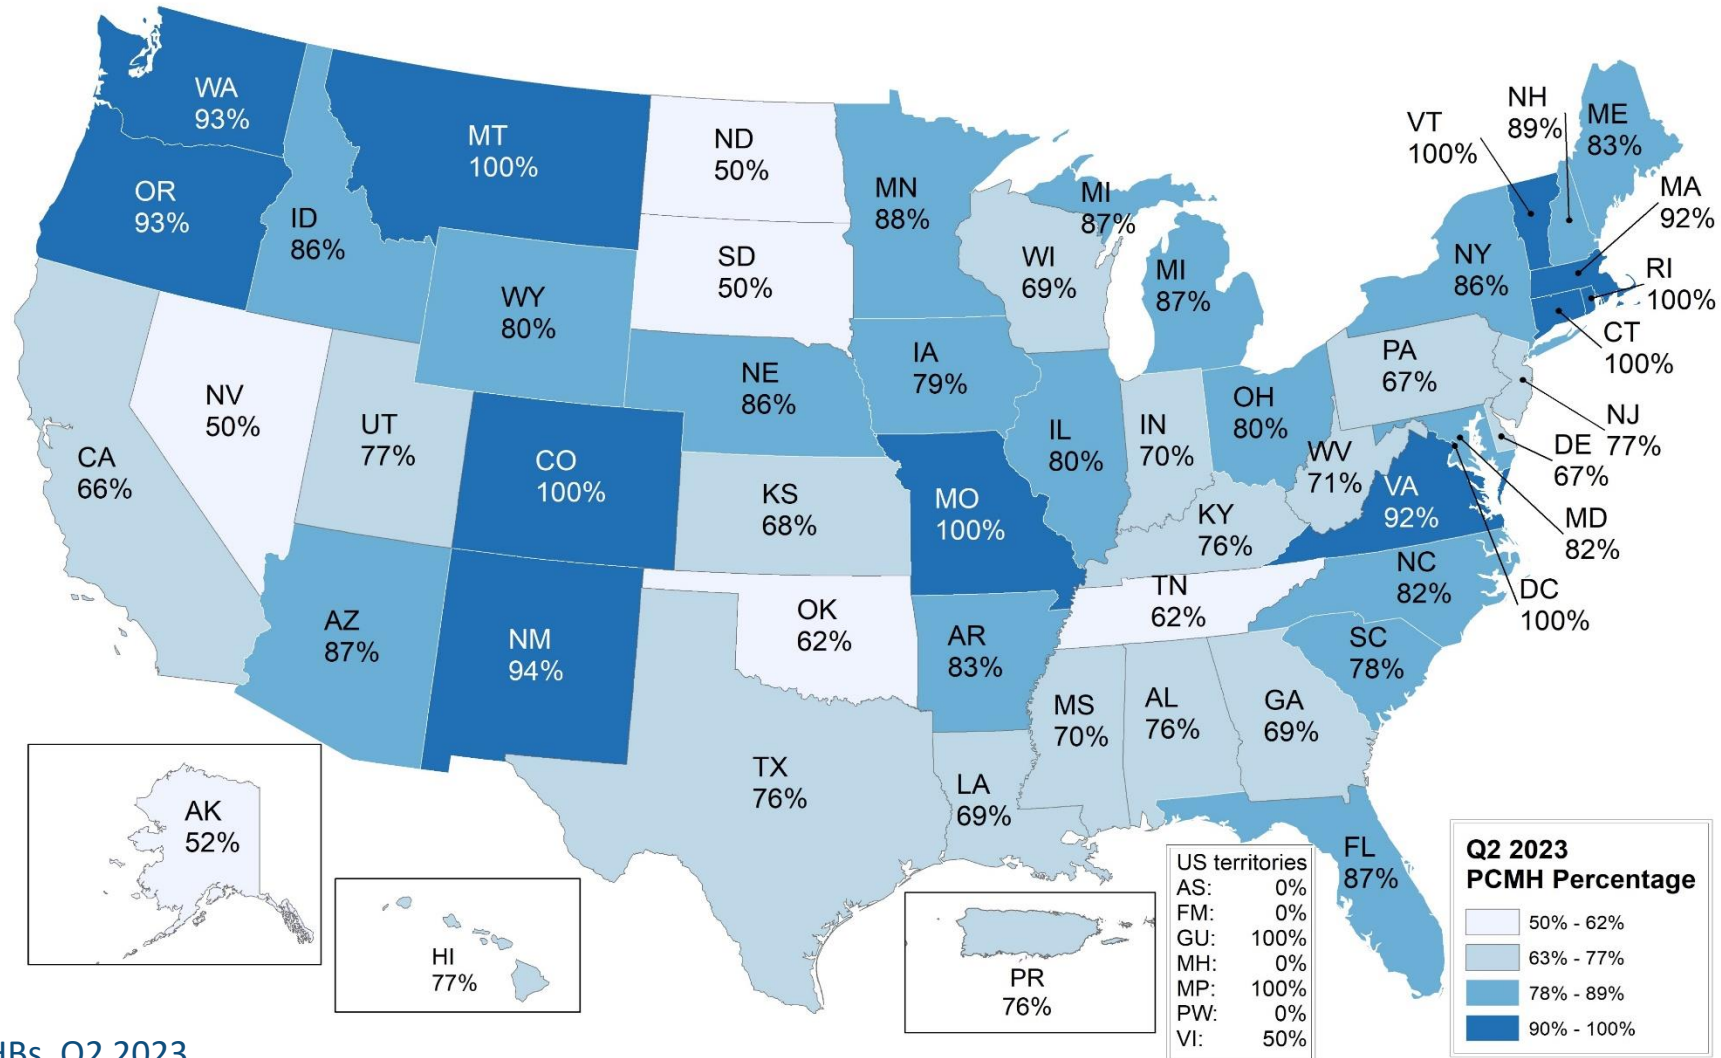 WA
93%
OR
93%
ID
86%
MT
100%
ND
50%
SD
50%
WY
80%
NE
86%
MN
88%
WI
69%
MI
87%
MI
87%
IA
79%
IL
80%
IN
70%
OH
80%
PA
67%
NY
86%
VT
100%
NH
89%
ME
83%
MA
92%
RI
100%
CT
100%
NJ
77%
DE
67%
MD
82%
DC
100%
CA
66%
NV
50%
UT
77%
CO
100%
KS
68%
MO
100%
KY
76%
WV
71%
VA
92%
NC
82%
TN
62%
SC
78%
AZ
87%
NM
94%
OK
62%
AR
83%
MS
70%
AL
76%
GA
69%
TX
76%
LA
69%
FL
87%
AK
52%
HI
77%
PR
76%
US territories
AS: 0%
FM: 0%
GU: 100%
MH: 0%
MP: 100%
PW: 0%
VI: 50%
Q2 2023
PCMH Percentage
50% - 62%
63% - 77%
78% - 89%
90% - 100%
HBs, Q2 2023